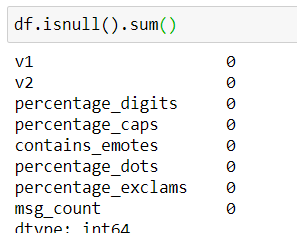 df.isnull().sum()
v1 0
v2 0
percentage_digits 0
percentage_caps 0
contains_emotes 0
percentage_dots 0
percentage_exclams 0
msg_count 0
dtype: int64